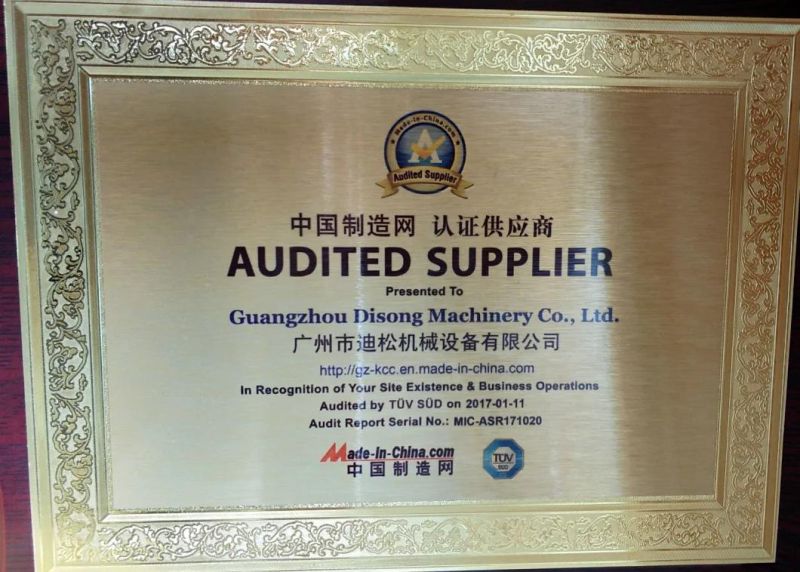 Made-in-China.com
Audited Supplier
中国制造网 认证供应商
AUDITED SUPPLIER
Presented To
Guangzhou Disong Machinery Co., Ltd.
广州市迪松机械设备有限公司
http://gz-kcc.en.made-in-china.com
In Recognition of Your Site Existence & Business Operations
Audited by TÜV SÜD on 2017-01-11
Audit Report Serial No.: MIC-ASR171020
Made-in-China.com
中国制造网
TÜV
SÜD